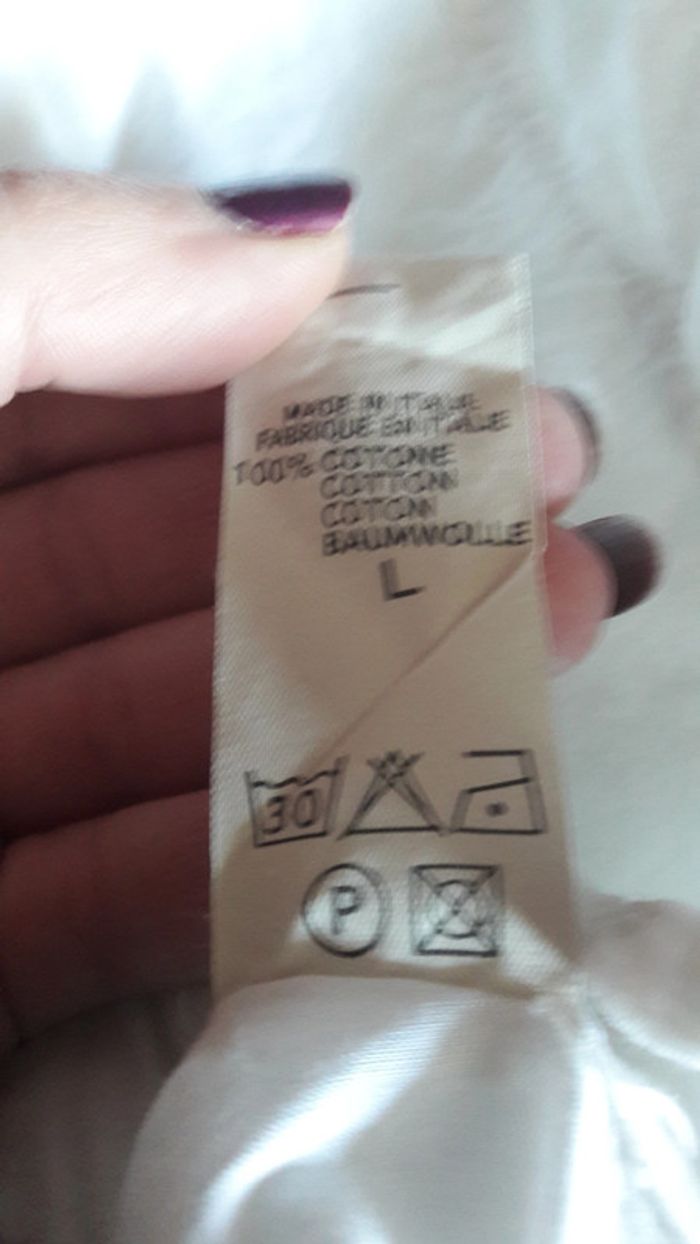 MADE IN ITALIE
FABRIQUE EN ITALIE
100% COTONE
COTTON
COTON
BAUMWOLLE
L
30
P